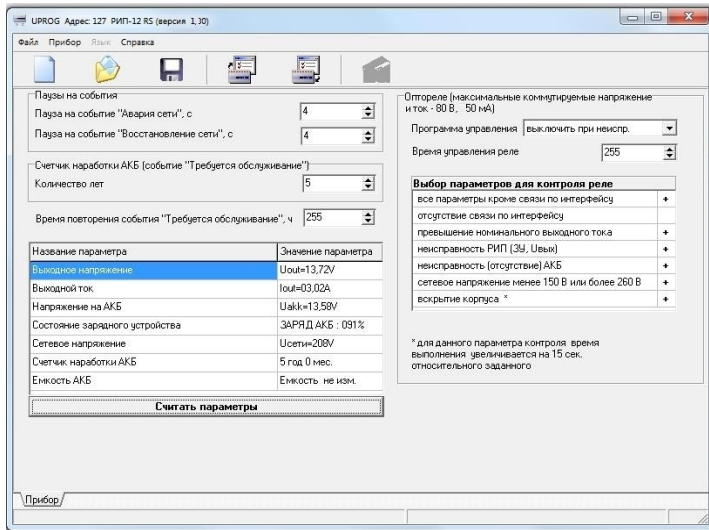 UPROG Адрес: 127 РИП-12 RS (версия 1,30)
Файл Прибор Язык Справка
Паузы на события
Пауза на событие "Авария сети", с 4
Пауза на событие "Восстановление сети", с 4
Счетчик наработки АКБ (событие "Требуется обслуживание")
Количество лет 5
Время повторения события "Требуется обслуживание", ч 255
Название параметра Значение параметра
Выходное напряжение Uout=13,72V
Выходной ток Iout=03,02A
Напряжение на АКБ Uakk=13,58V
Состояние зарядного устройства ЗАРЯД АКБ : 091%
Сетевое напряжение Uсети=208V
Счетчик наработки АКБ 5 год 0 мес.
Емкость АКБ Емкость не изм.
Считать параметры
Оптореле (максимальные коммутируемые напряжение
и ток - 80 В, 50 мА)
Программа управления выключить при неиспр.
Время управления реле 255
Выбор параметров для контроля реле
все параметры кроме связи по интерфейсу +
отсутствие связи по интерфейсу
превышение номинального выходного тока +
неисправность РИП (ЗУ, Uвых) +
неисправность (отсутствие) АКБ +
сетевое напряжение менее 150 В или более 260 В +
вскрытие корпуса * +
* для данного параметра контроля время
выполнения увеличивается на 15 сек.
относительного заданного
Прибор